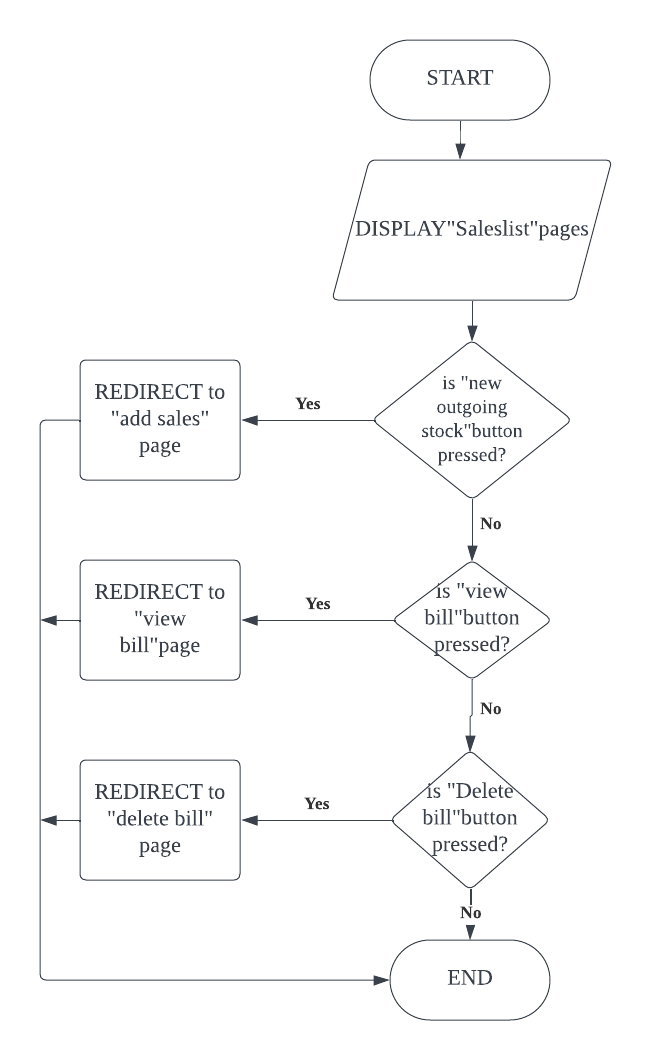 START
DISPLAY"Saleslist"pages
is "new
outgoing
stock"button
pressed?
Yes
REDIRECT to
"add sales"
page
No
is "view
bill"button
pressed?
Yes
REDIRECT to
"view
bill"page
No
is "Delete
bill"button
pressed?
Yes
REDIRECT to
"delete bill"
page
No
END